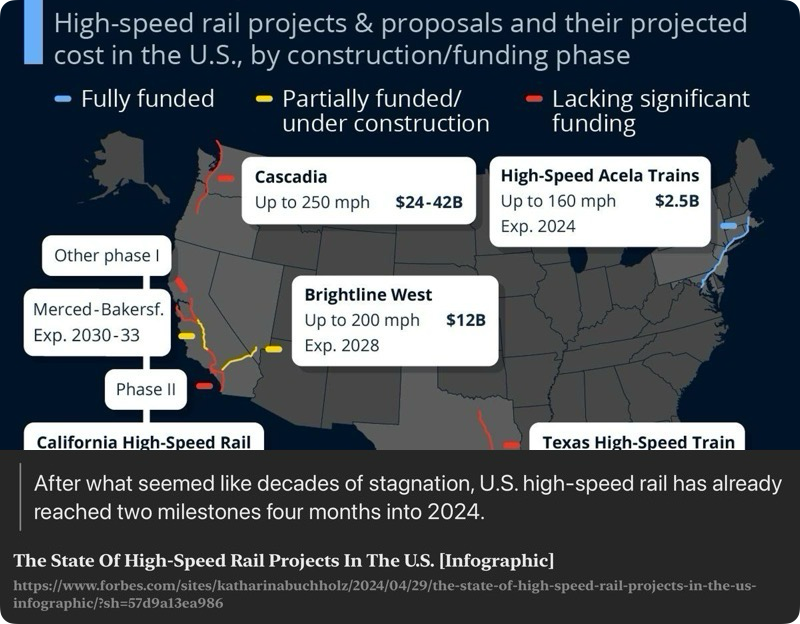 High-speed rail projects & proposals and their projected
cost in the U.S., by construction/funding phase
Fully funded
Partially funded/
under construction
Lacking significant
funding
Cascadia
Up to 250 mph $24-42B
High-Speed Acela Trains
Up to 160 mph $2.5B
Exp. 2024
Other phase I
Merced-Bakersf.
Exp. 2030-33
Brightline West
Up to 200 mph $12B
Exp. 2028
Phase II
California High-Speed Rail
Texas High-Speed Train
After what seemed like decades of stagnation, U.S. high-speed rail has already
reached two milestones four months into 2024.
The State Of High-Speed Rail Projects In The U.S. [Infographic]
https://www.forbes.com/sites/katharinabuchholz/2024/04/29/the-state-of-high-speed-rail-projects-in-the-us-
infographic/?sh=57d9a13ea986